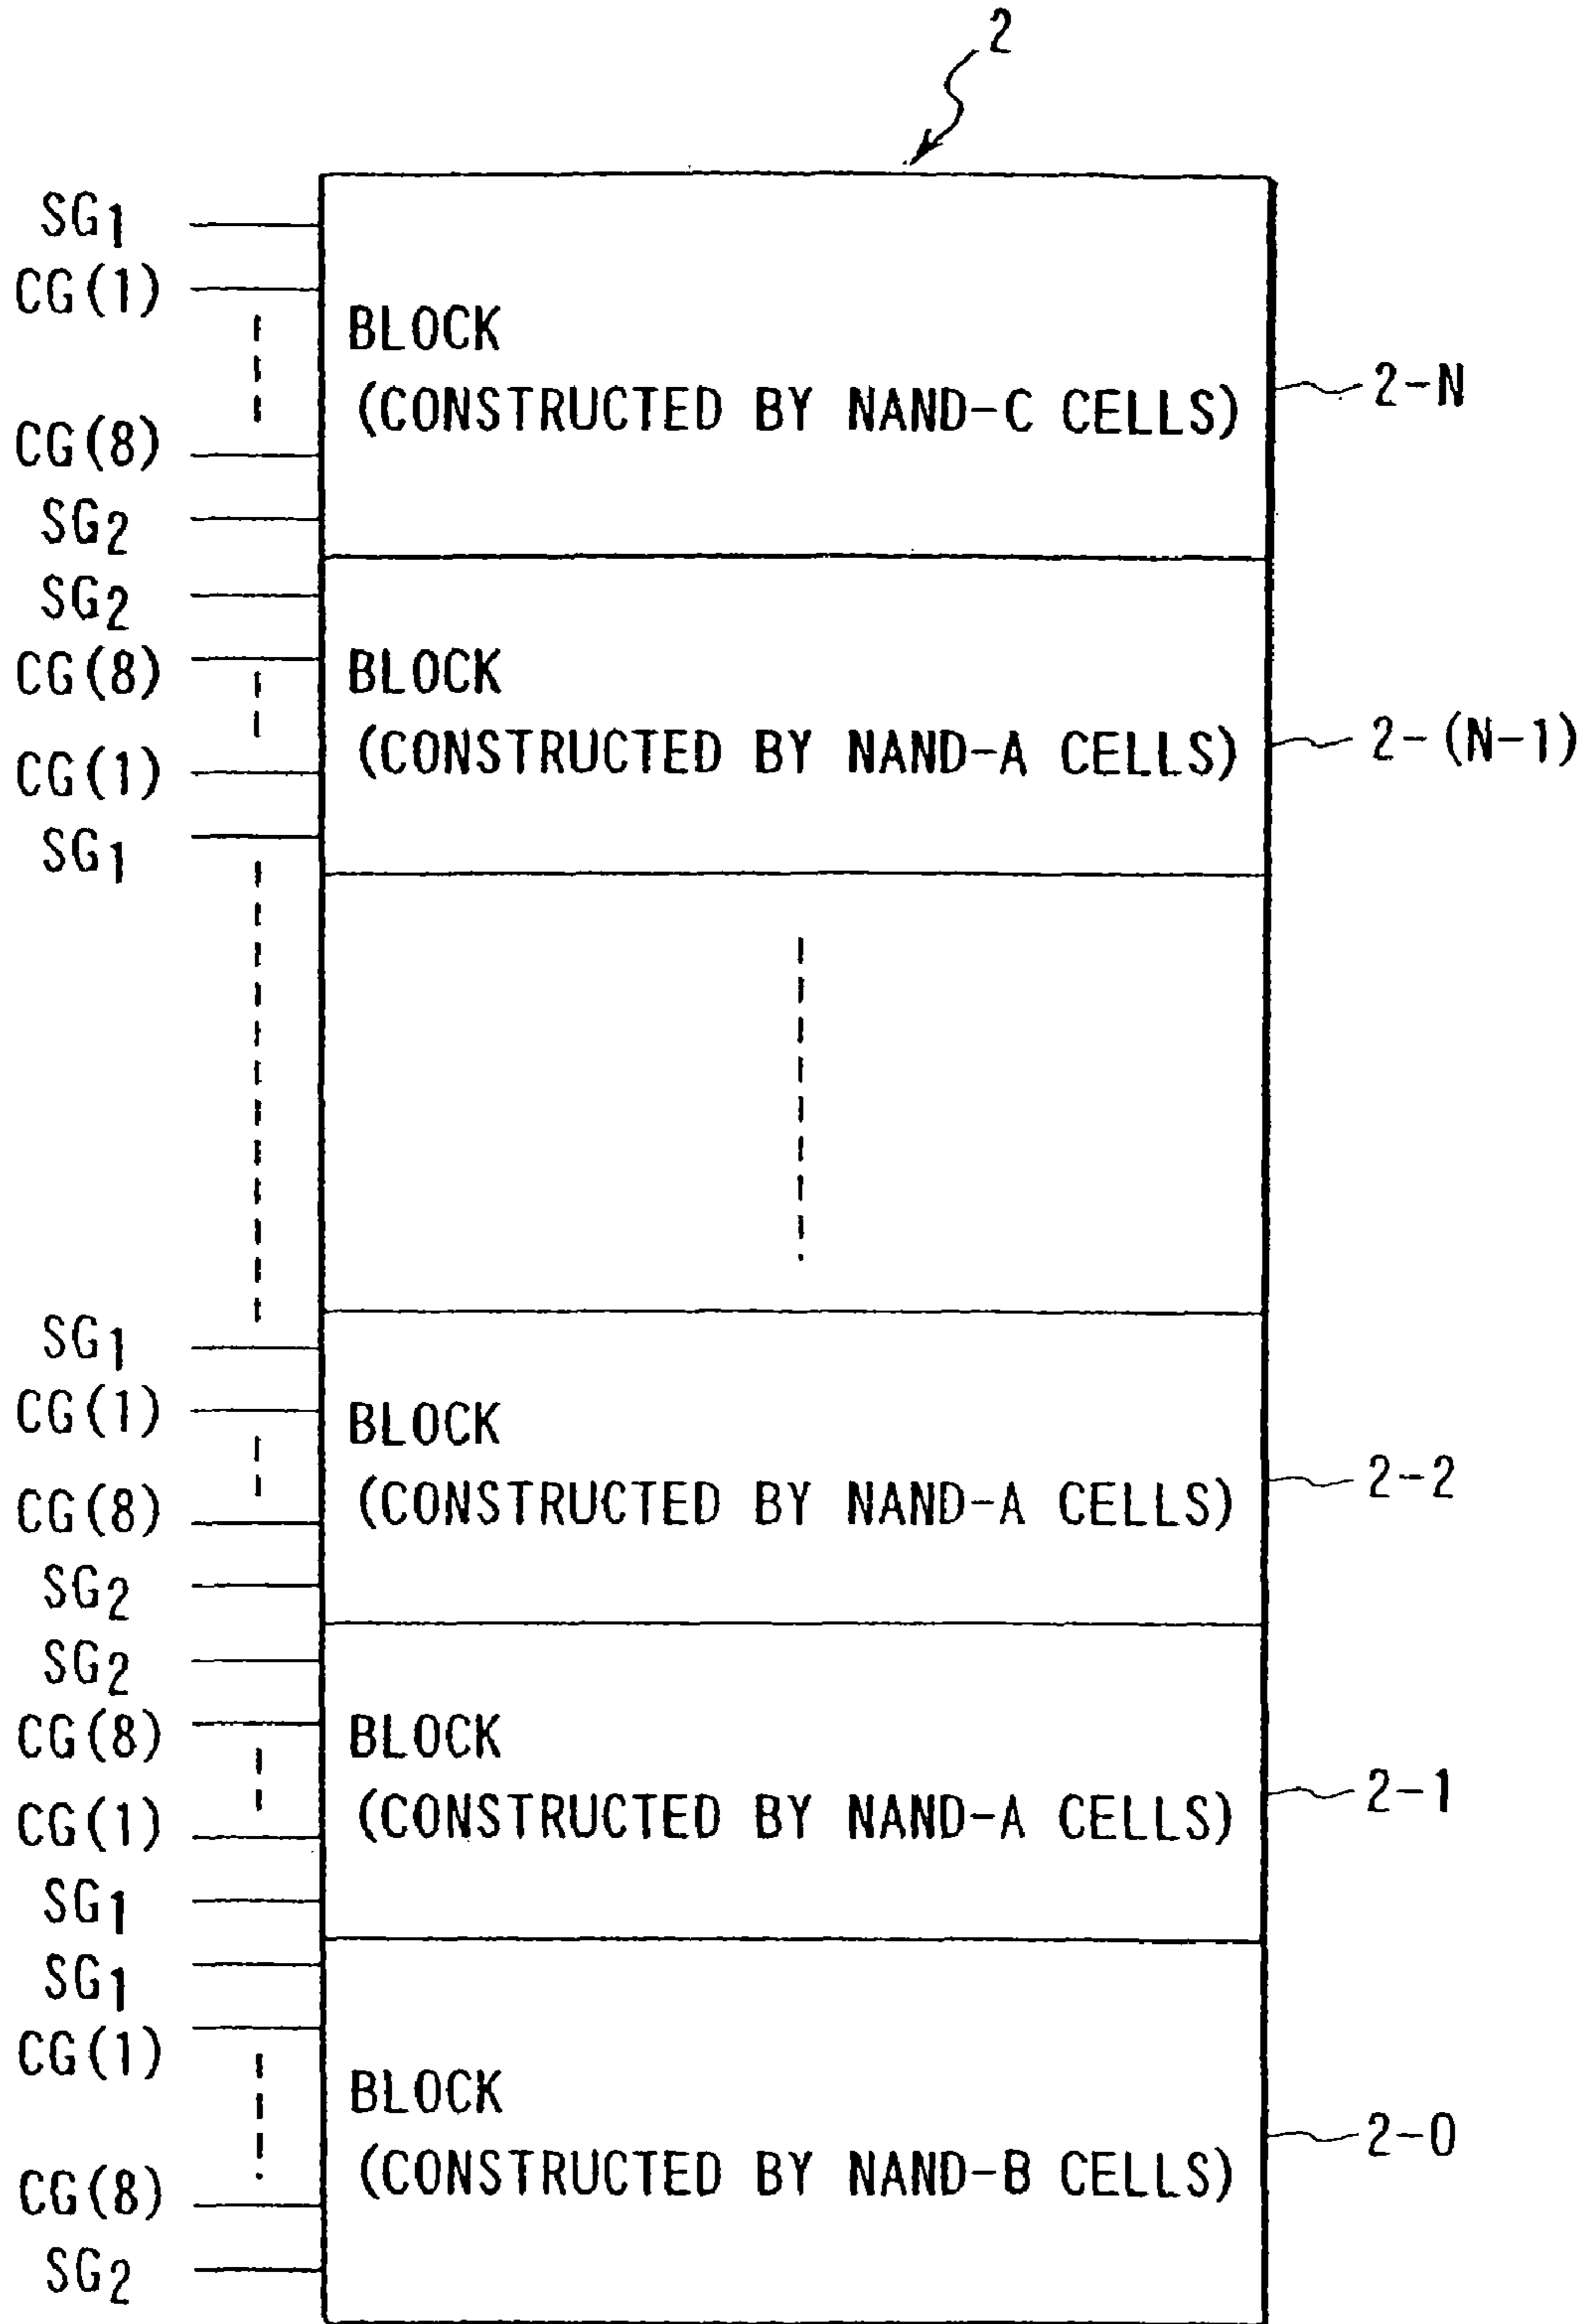 2
SG1
CG(1)
BLOCK
(CONSTRUCTED BY NAND-C CELLS)
2-N
CG(8)
SG2
SG2
CG(8)
BLOCK
(CONSTRUCTED BY NAND-A CELLS)
2-(N-1)
CG(1)
SG1
SG1
CG(1)
BLOCK
(CONSTRUCTED BY NAND-A CELLS)
2-2
CG(8)
SG2
SG2
CG(8)
BLOCK
(CONSTRUCTED BY NAND-A CELLS)
2-1
CG(1)
SG1
SG1
CG(1)
BLOCK
(CONSTRUCTED BY NAND-B CELLS)
2-0
CG(8)
SG2